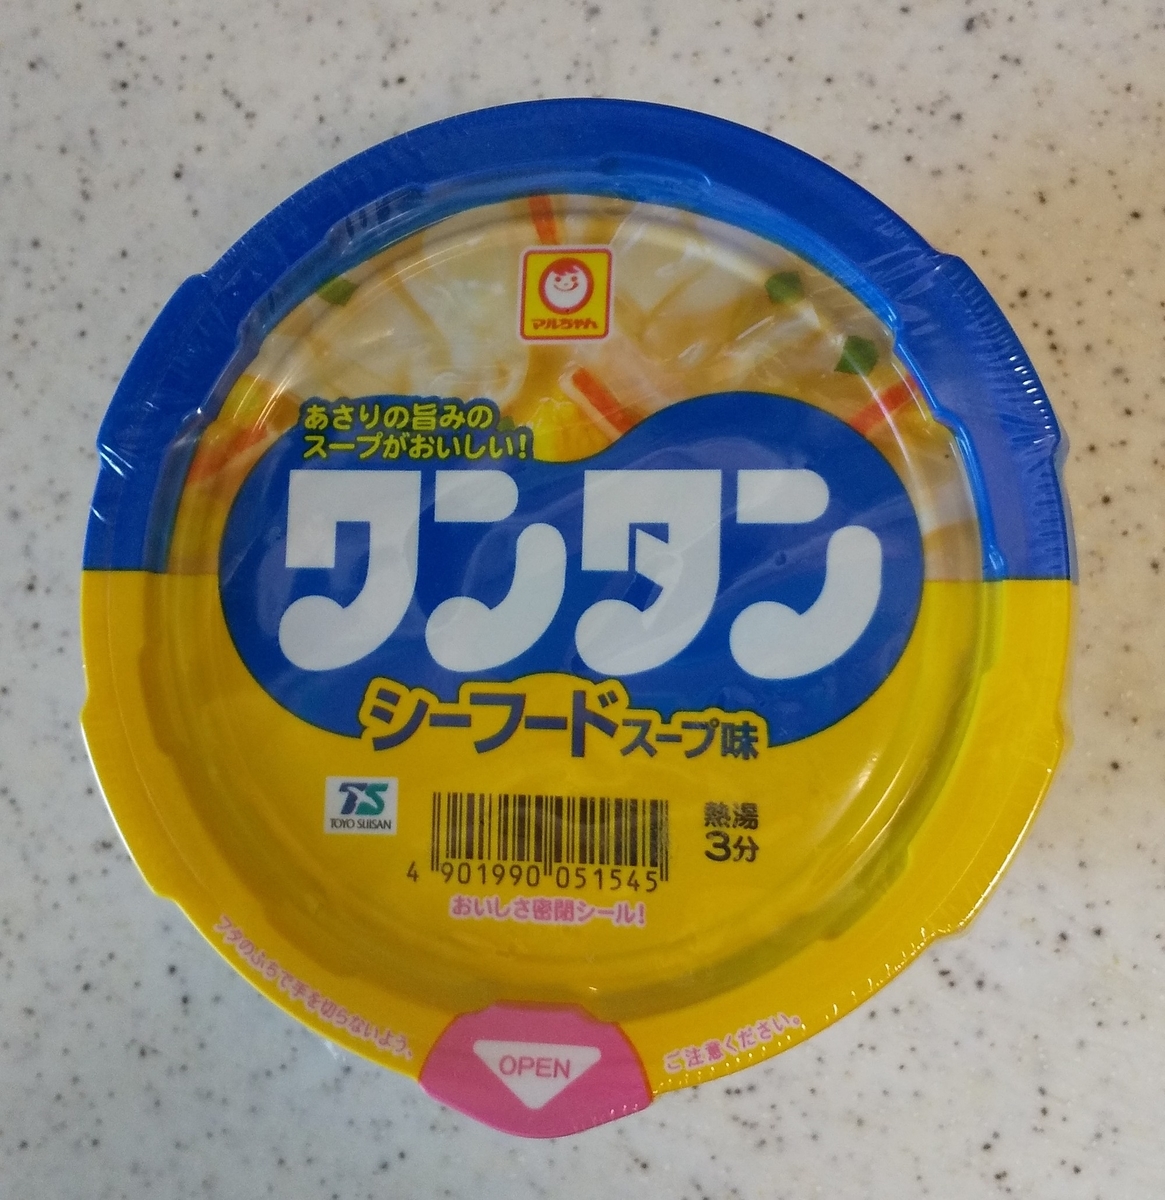 マルちゃん
あさりの旨みの
スープがおいしい!
ワンタン
シーフードスープ味
TS
TOYO SUISAN
熱湯
3分
4 901990 051545
おいしさ密閉シール!
フタのふちで手を切らないよう、
ご注意ください。
OPEN